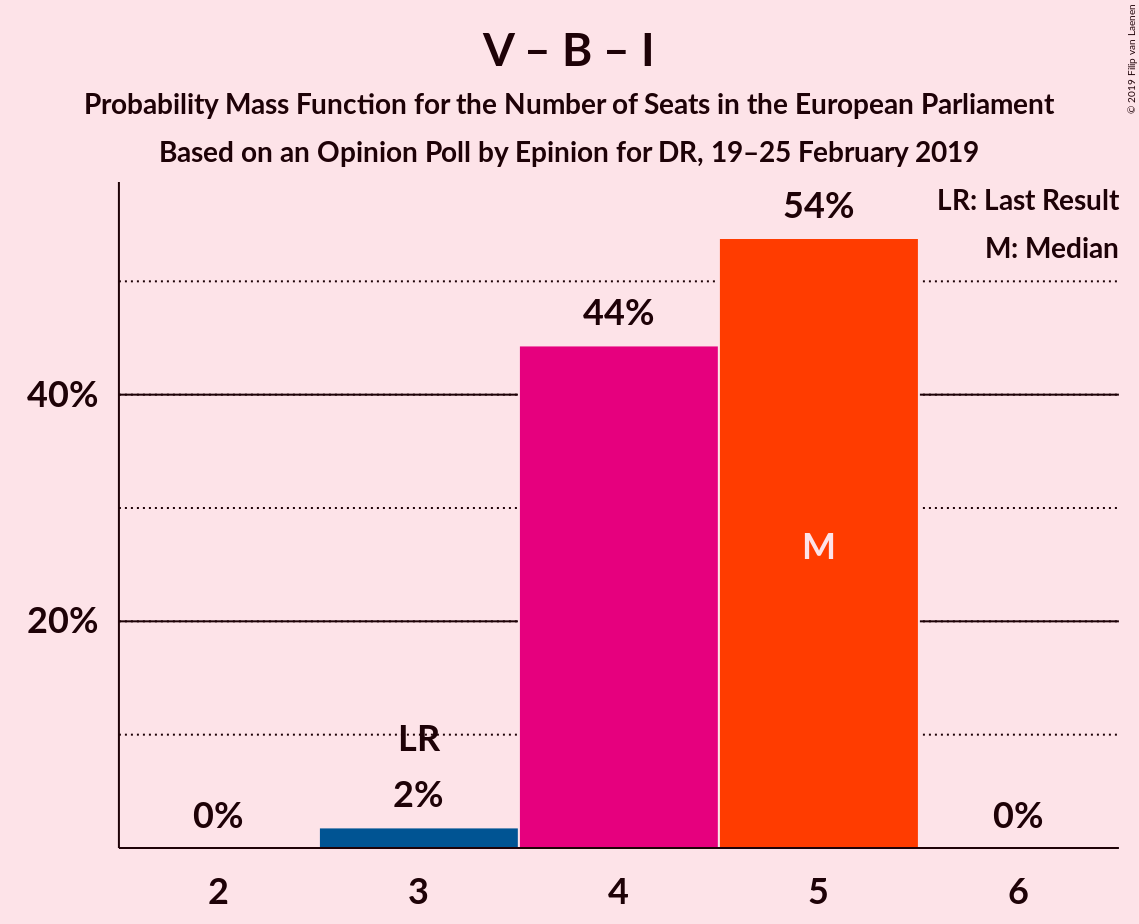 V – B – I
Probability Mass Function for the Number of Seats in the European Parliament
Based on an Opinion Poll by Epinion for DR, 19–25 February 2019
© 2019 Filip van Laenen
LR: Last Result
M: Median
54%
44%
40%
M
20%
LR
2%
0%
0%
2 3 4 5 6